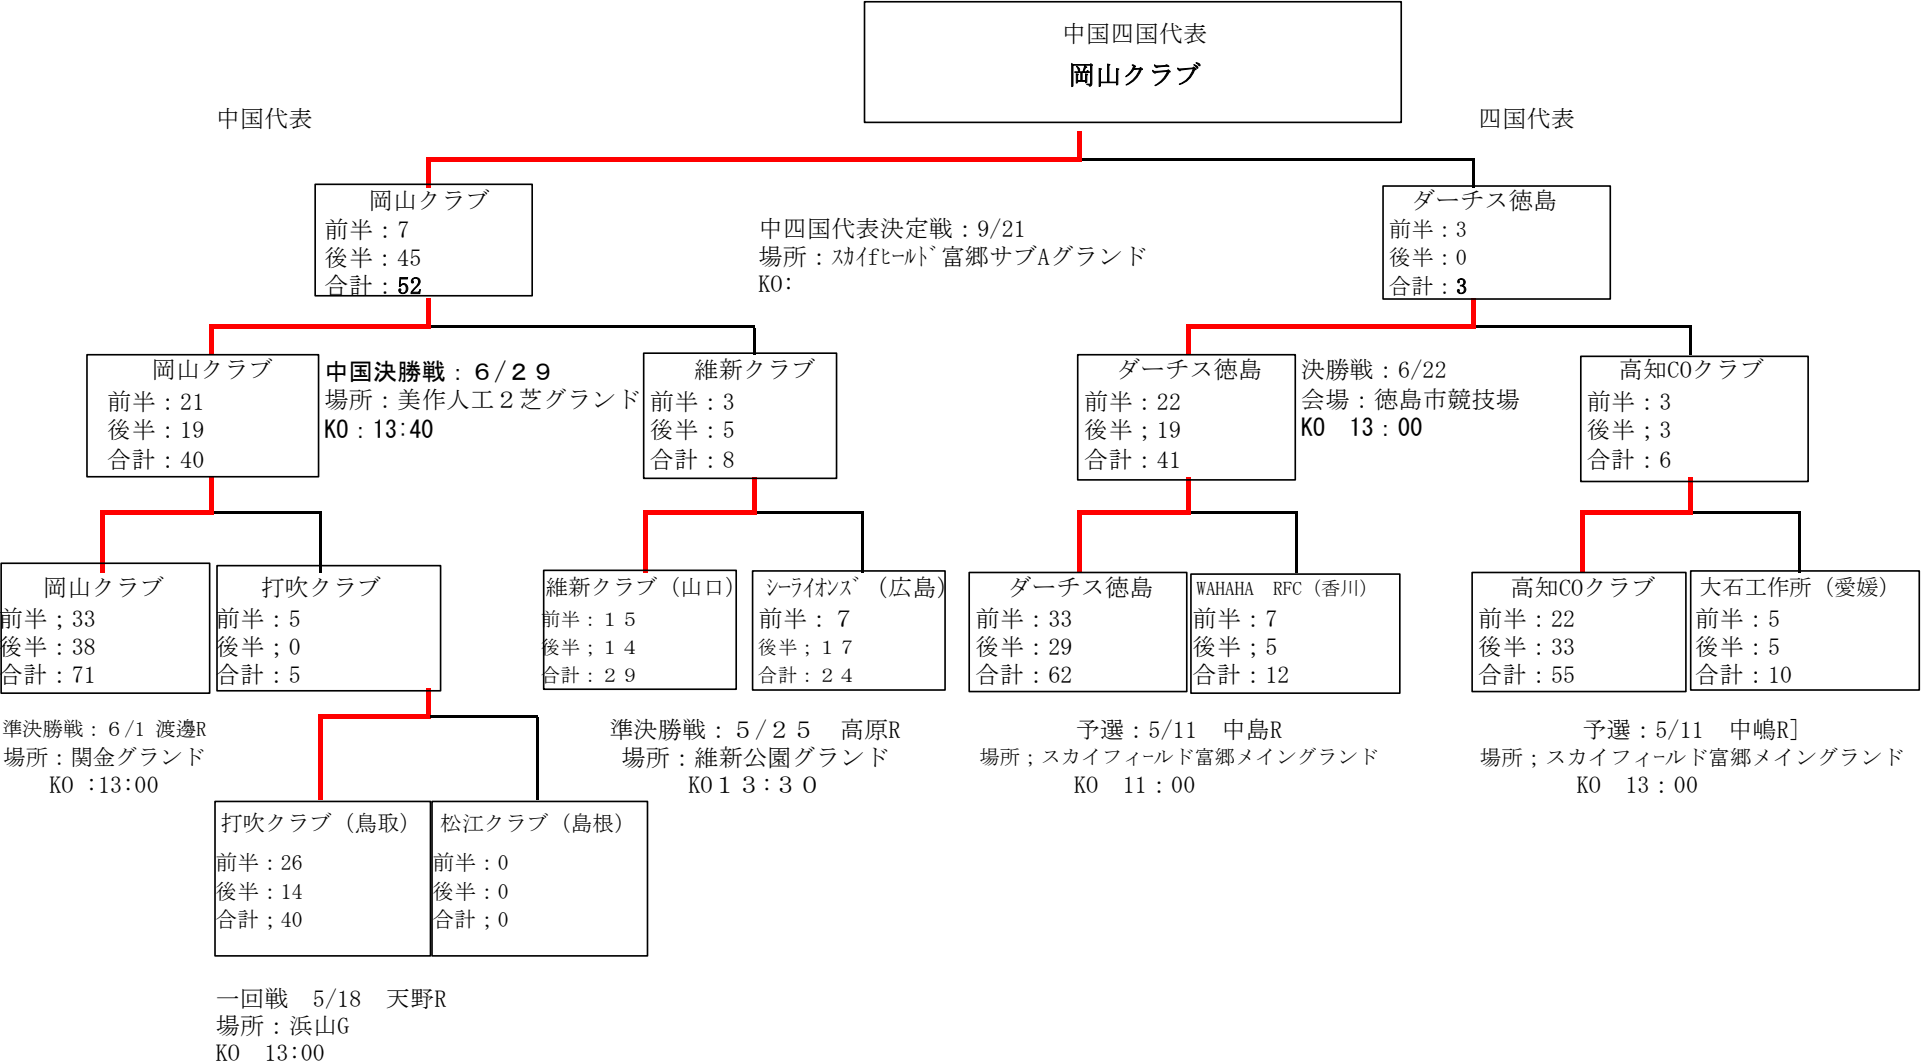 中国四国代表
岡山クラブ
中国代表
四国代表
岡山クラブ
前半：7
後半：45
合計：52
中四国代表決定戦：9/21
場所：ｽｶｲfﾋｰﾙﾄﾞ富郷サブAグランド
KO:
ダーチス徳島
前半：3
後半：0
合計：3
岡山クラブ
前半：21
後半：19
合計：40
中国決勝戦：６/２９
場所：美作人工２芝グランド
KO：13:40
維新クラブ
前半：3
後半：5
合計：8
ダーチス徳島
前半：22
後半；19
合計：41
決勝戦：6/22
会場：徳島市競技場
KO　13：00
高知COクラブ
前半：3
後半；3
合計：6
岡山クラブ
前半；33
後半：38
合計：71
打吹クラブ
前半：5
後半；0
合計：5
維新クラブ（山口）
前半：１５
後半；１４
合計：２９
ｼｰﾗｲｵﾝｽﾞ（広島）
前半：７
後半；１７
合計：２４
ダーチス徳島
前半：33
後半：29
合計：62
WAHAHA　RFC（香川）
前半：7
後半；5
合計：12
高知COクラブ
前半：22
後半：33
合計：55
大石工作所（愛媛）
前半：5
後半：5
合計：10
準決勝戦：６/1 渡邊R
場所：関金グランド
KO :13:00
準決勝戦：５/２５　高原R
場所：維新公園グランド
KO１３:３０
予選：5/11　中島R
場所；スカイフィールド富郷メイングランド
KO　11：00
予選：5/11　中嶋R]
場所；スカイフィールド富郷メイングランド
KO　13：00
打吹クラブ（鳥取）
前半：26
後半：14
合計；40
松江クラブ（島根）
前半：0
後半：0
合計；0
一回戦　5/18　天野R
場所：浜山G
KO　13:00